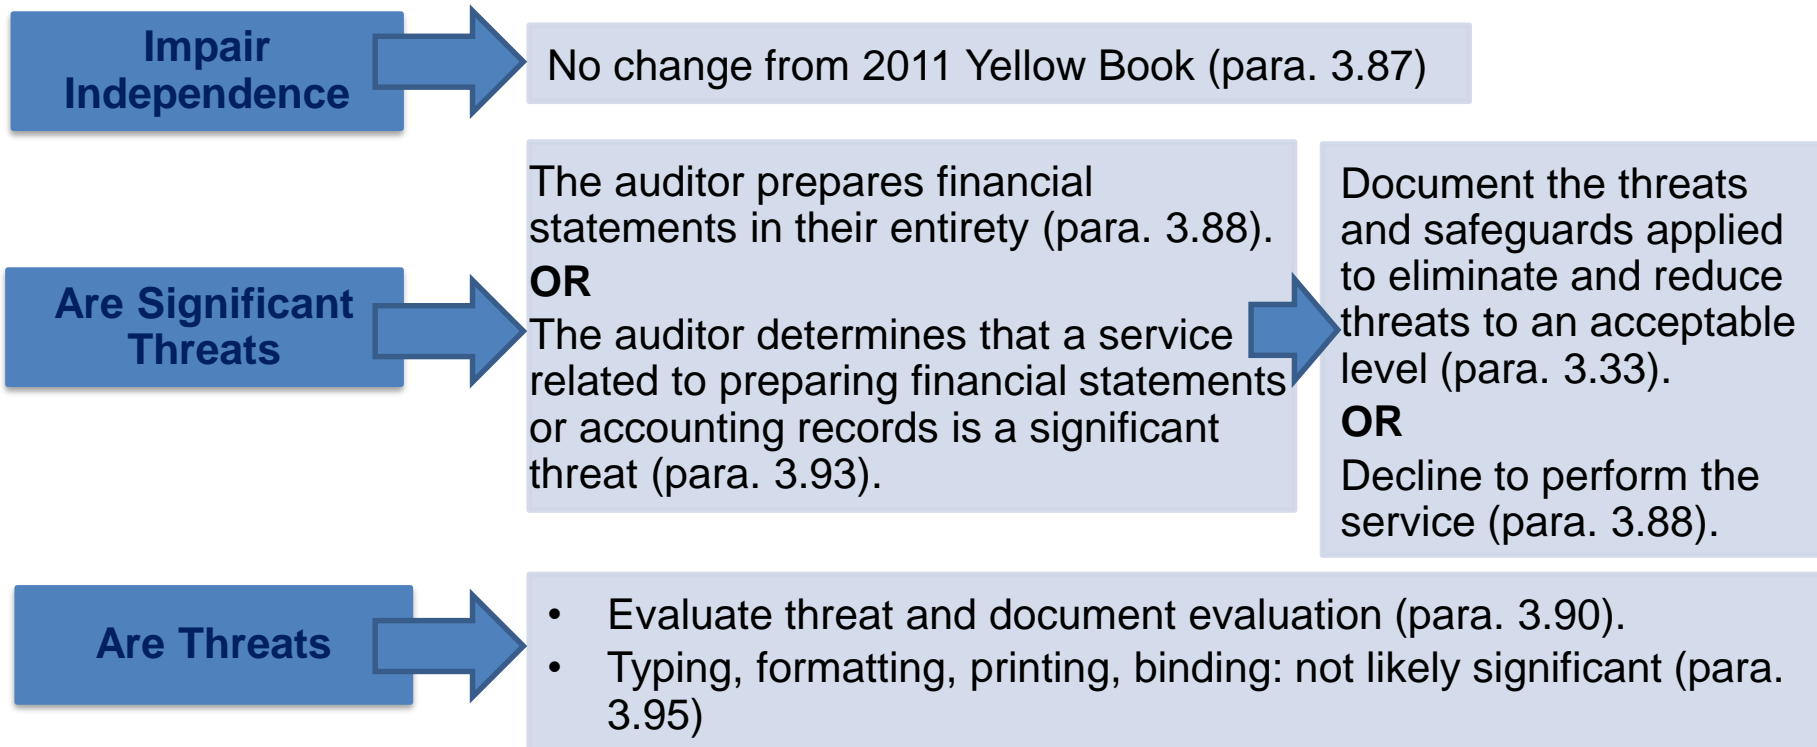 Impair
Independence
No change from 2011 Yellow Book (para. 3.87)
Are Significant
Threats
The auditor prepares financial
statements in their entirety (para. 3.88).
OR
The auditor determines that a service
related to preparing financial statements
or accounting records is a significant
threat (para. 3.93).
Document the threats
and safeguards applied
to eliminate and reduce
threats to an acceptable
level (para. 3.33).
OR
Decline to perform the
service (para. 3.88).
Are Threats
• Evaluate threat and document evaluation (para. 3.90).
• Typing, formatting, printing, binding: not likely significant (para.
3.95)